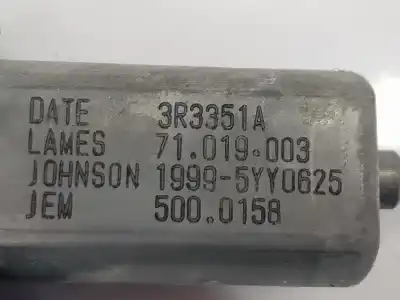 DATE 3R3351A
LAMES 71.019.003
JOHNSON 1999-5YY0625
JEM 500.0158